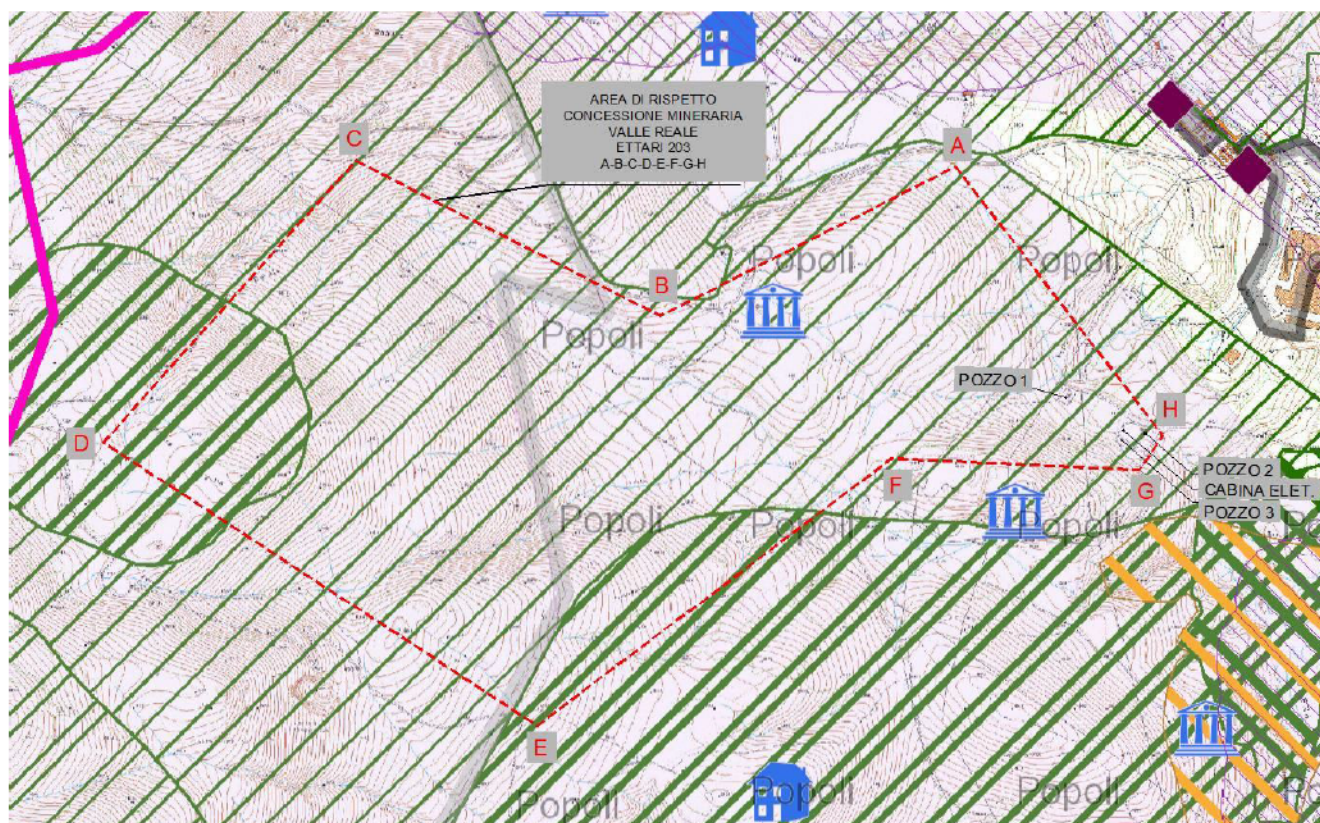 AREA DI RISPETTO
CONCESSIONE MINERARIA
VALLE REALE
ETTARI 203
A-B-C-D-E-F-G-H
C
A
Popoli
Popoli
B
Popoli
POZZO 1
H
D
F
G
POZZO 2
CABINA ELET.
POZZO 3
Popoli
Popoli
Popoli
E
Popoli
Popoli
Popoli